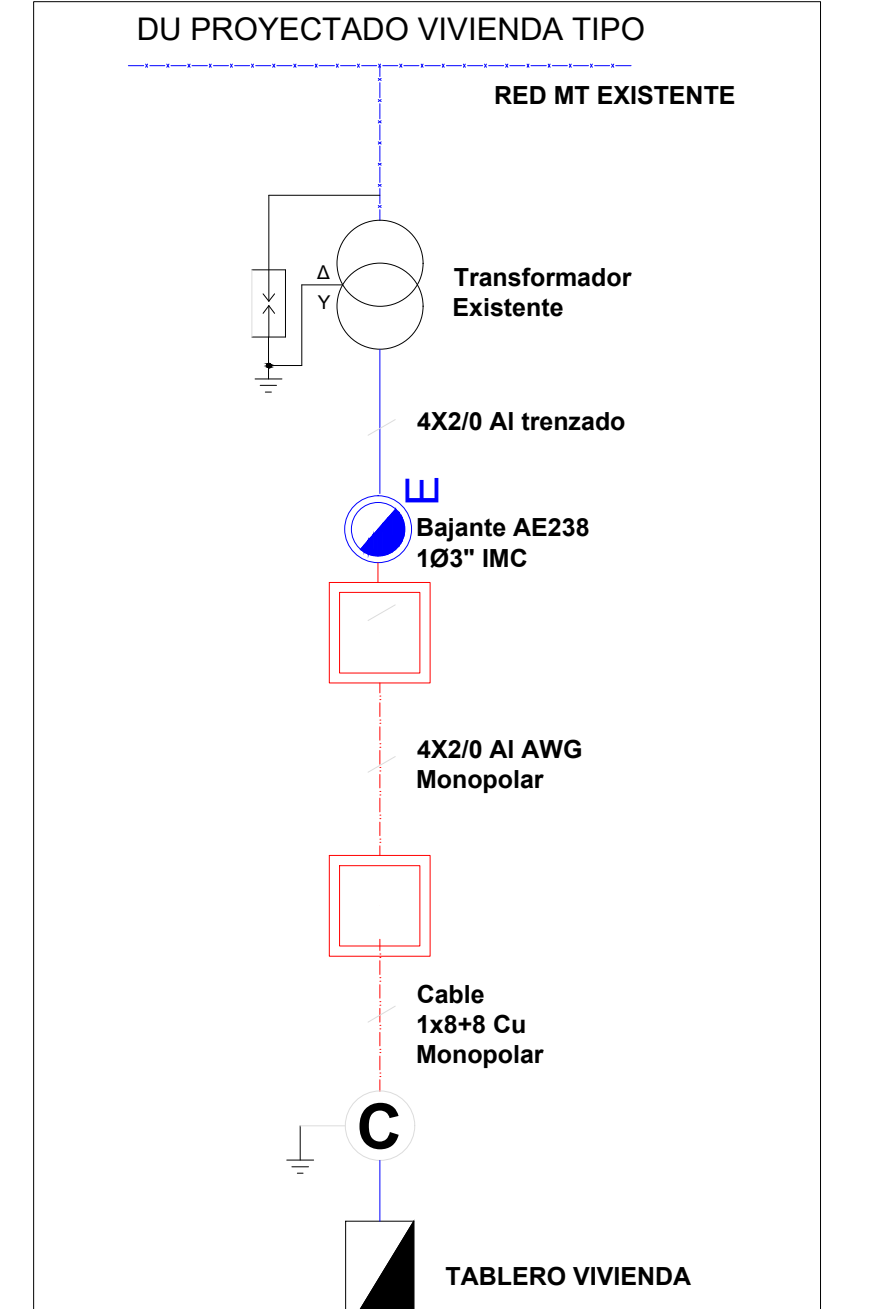 DU PROYECTADO VIVIENDA TIPO
RED MT EXISTENTE
Δ
Y
Transformador
Existente
4X2/0 Al trenzado
E
Bajante AE238
1Ø3" IMC
4X2/0 Al AWG
Monopolar
Cable
1x8+8 Cu
Monopolar
C
TABLERO VIVIENDA